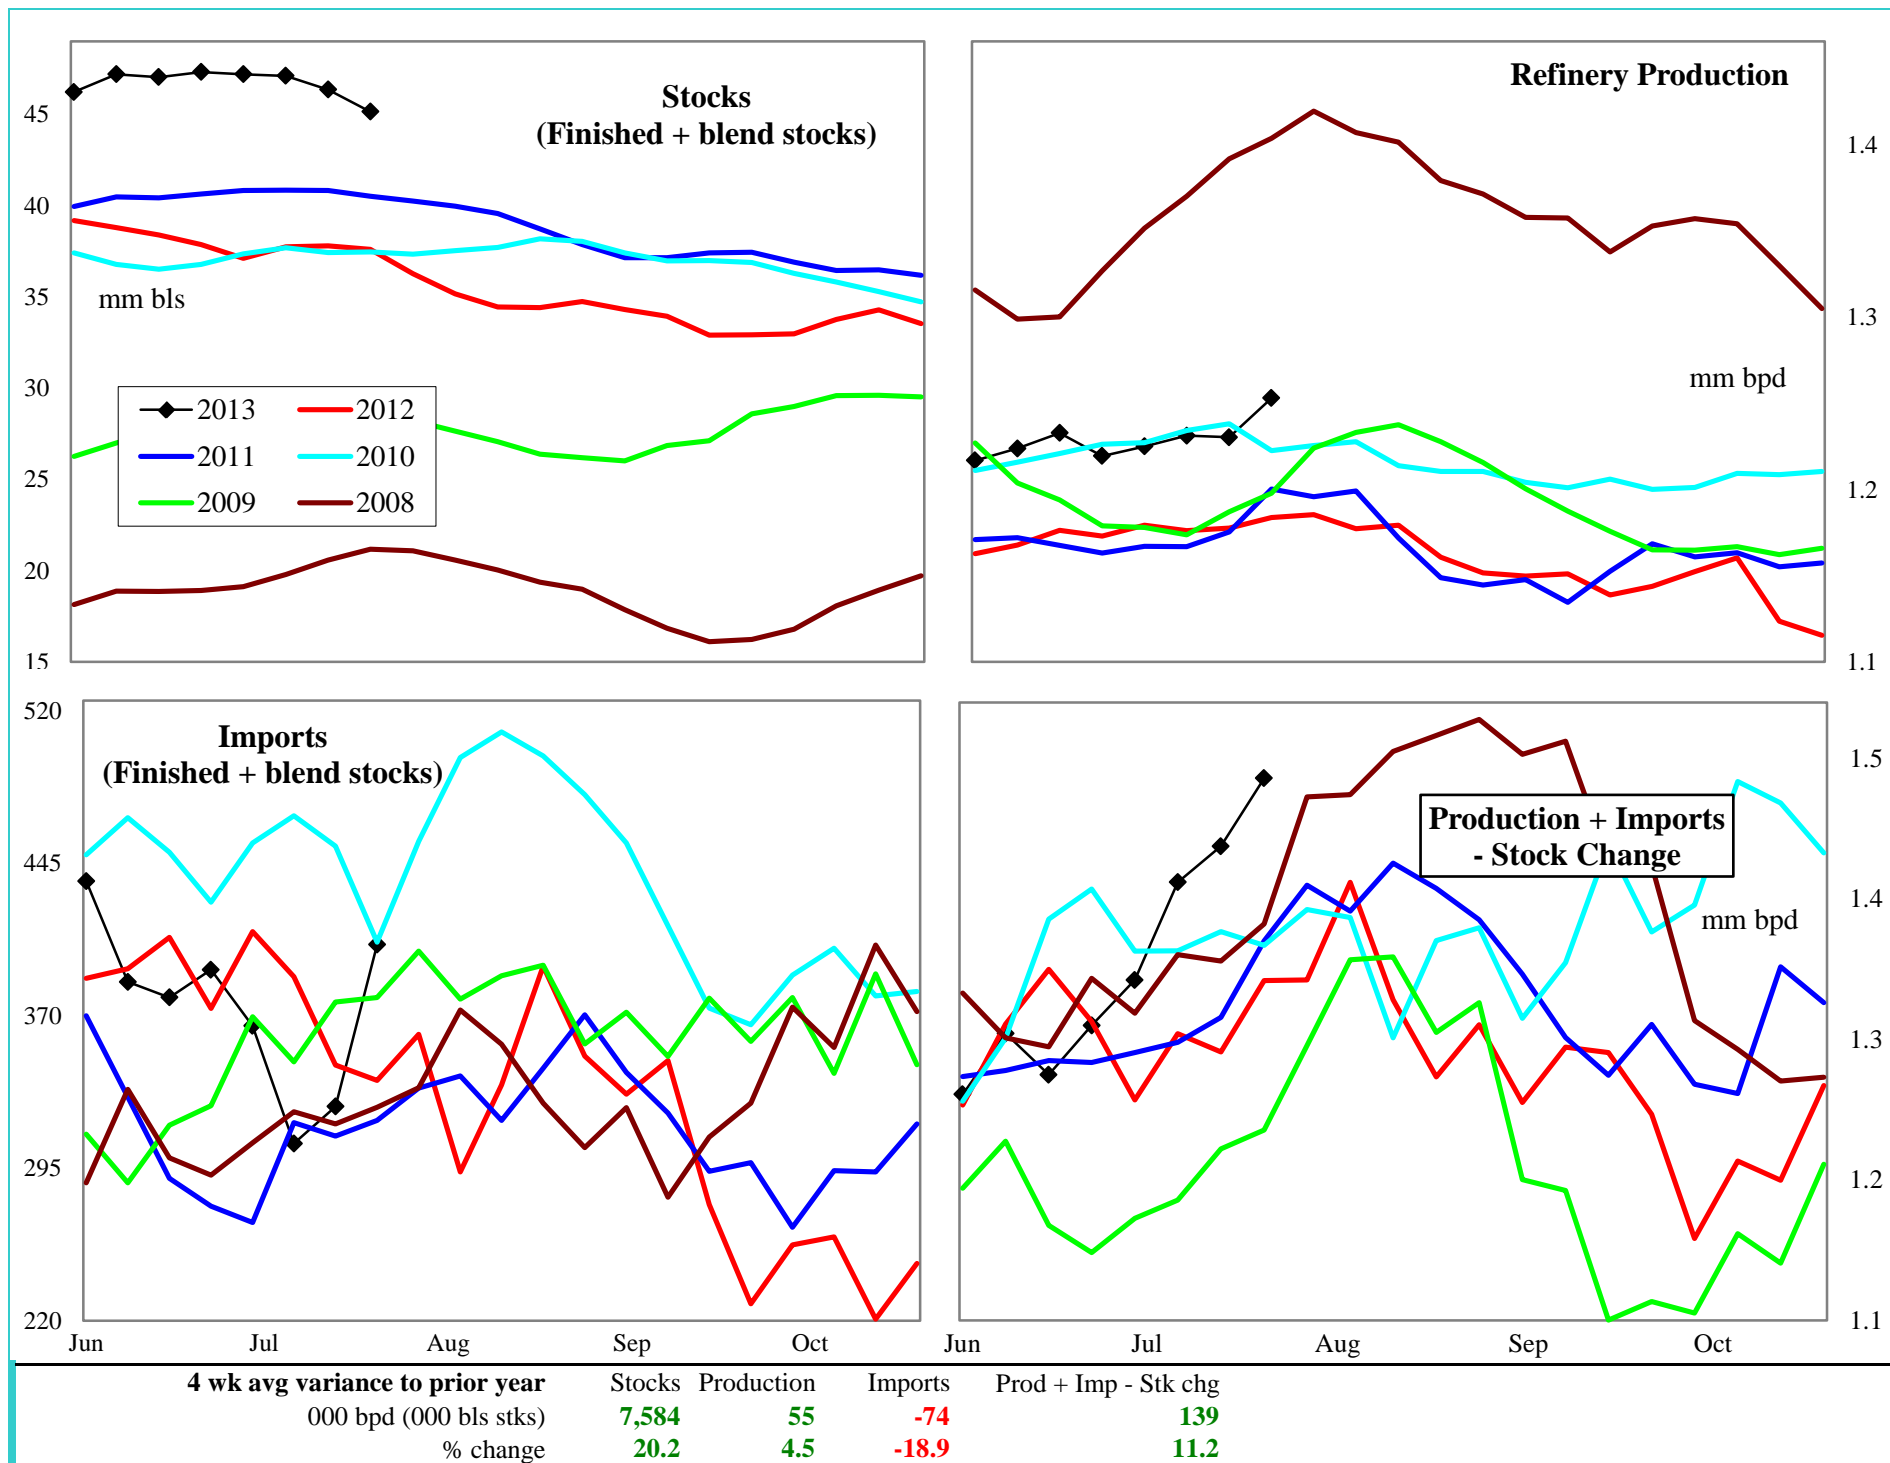 Stocks
(Finished + blend stocks)
45
40
35
30
25
20
15
mm bls
2013 2012
2011 2010
2009 2008
Refinery Production
1.4
1.3
1.2
1.1
mm bpd
Imports
(Finished + blend stocks)
520
445
370
295
220
Jun Jul Aug Sep Oct
Production + Imports
- Stock Change
mm bpd
1.5
1.4
1.3
1.2
1.1
Jun Jul Aug Sep Oct
4 wk avg variance to prior year Stocks Production Imports Prod + Imp - Stk chg
000 bpd (000 bls stks) 7,584 55 -74 139
% change 20.2 4.5 -18.9 11.2